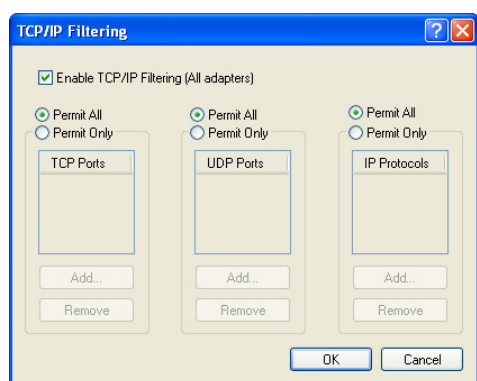 TCP/IP Filtering
Enable TCP/IP Filtering (All adapters)
Permit All Permit All Permit All
Permit Only Permit Only Permit Only
TCP Ports UDP Ports IP Protocols
Add... Add... Add...
Remove Remove Remove
OK Cancel